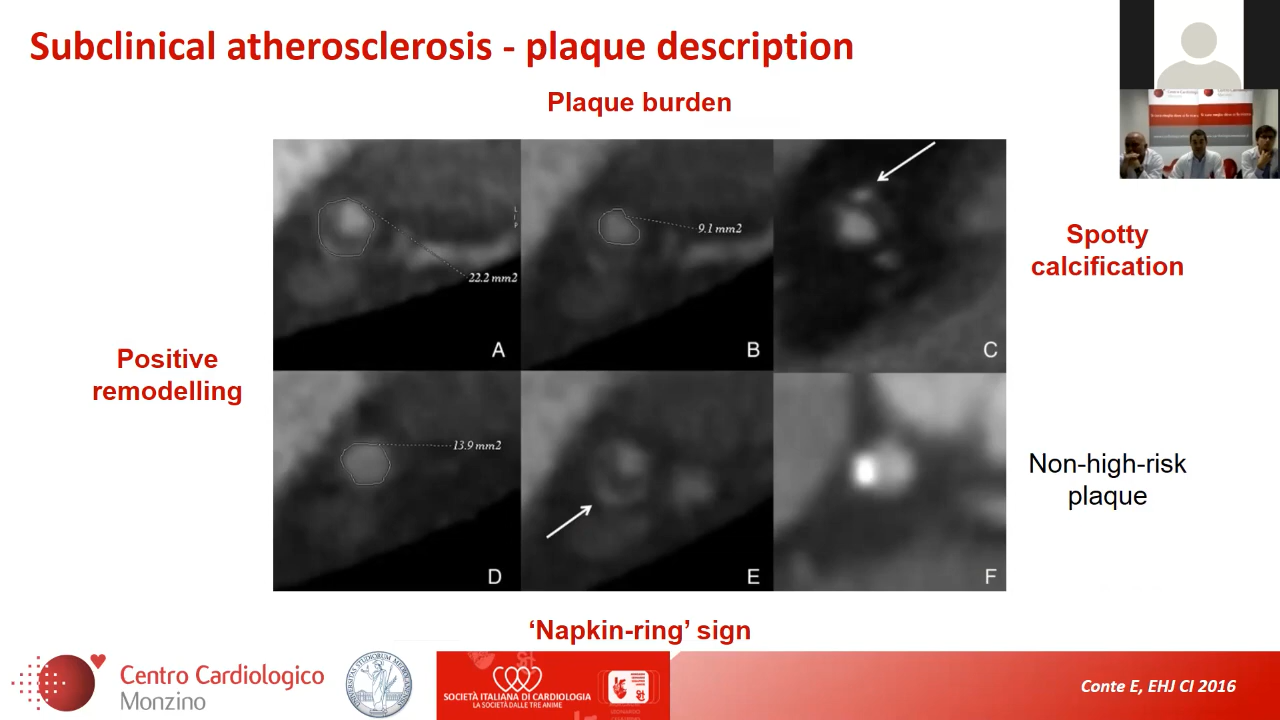 Subclinical atherosclerosis - plaque description
Plaque burden
22.2 mm2
A
9.1 mm2
B
C
Spotty
calcification
Positive
remodelling
13.9 mm2
D
E
F
Non-high-risk
plaque
‘Napkin-ring’ sign
Centro Cardiologico
Monzino
SOCIETÀ ITALIANA DI CARDIOLOGIA
LA SOCIETÀ DALLE TRE ANIME
Conte E, EHJ CI 2016